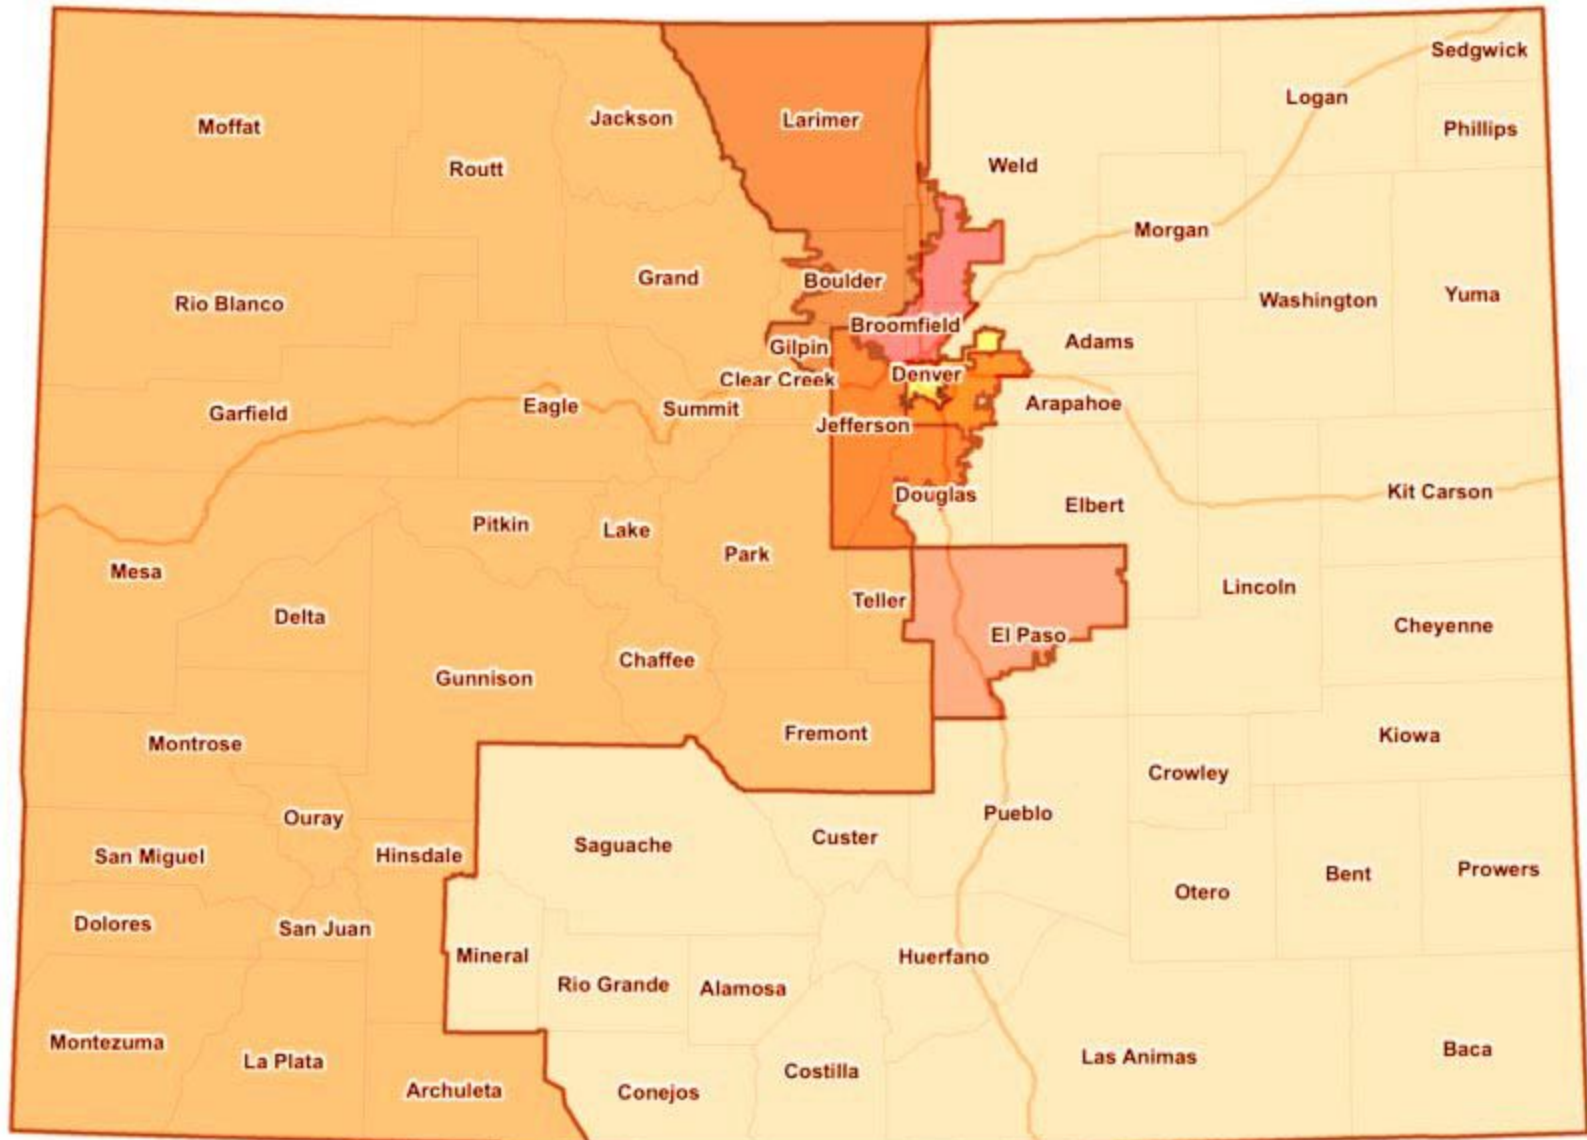 Sedgwick
Logan
Moffat
Jackson
Larimer
Phillips
Routt
Weld
Morgan
Grand
Boulder
Rio Blanco
Washington
Yuma
Broomfield
Gilpin
Adams
Clear Creek
Denver
Garfield
Eagle
Summit
Arapahoe
Jefferson
Douglas
Kit Carson
Elbert
Pitkin
Lake
Park
Mesa
Lincoln
Teller
Delta
El Paso
Cheyenne
Chaffee
Gunnison
Fremont
Kiowa
Montrose
Crowley
Ouray
Pueblo
San Miguel
Hinsdale
Saguache
Custer
Bent
Prowers
Otero
Dolores
San Juan
Mineral
Huerfano
Rio Grande
Alamosa
Montezuma
La Plata
Las Animas
Baca
Costilla
Archuleta
Conejos